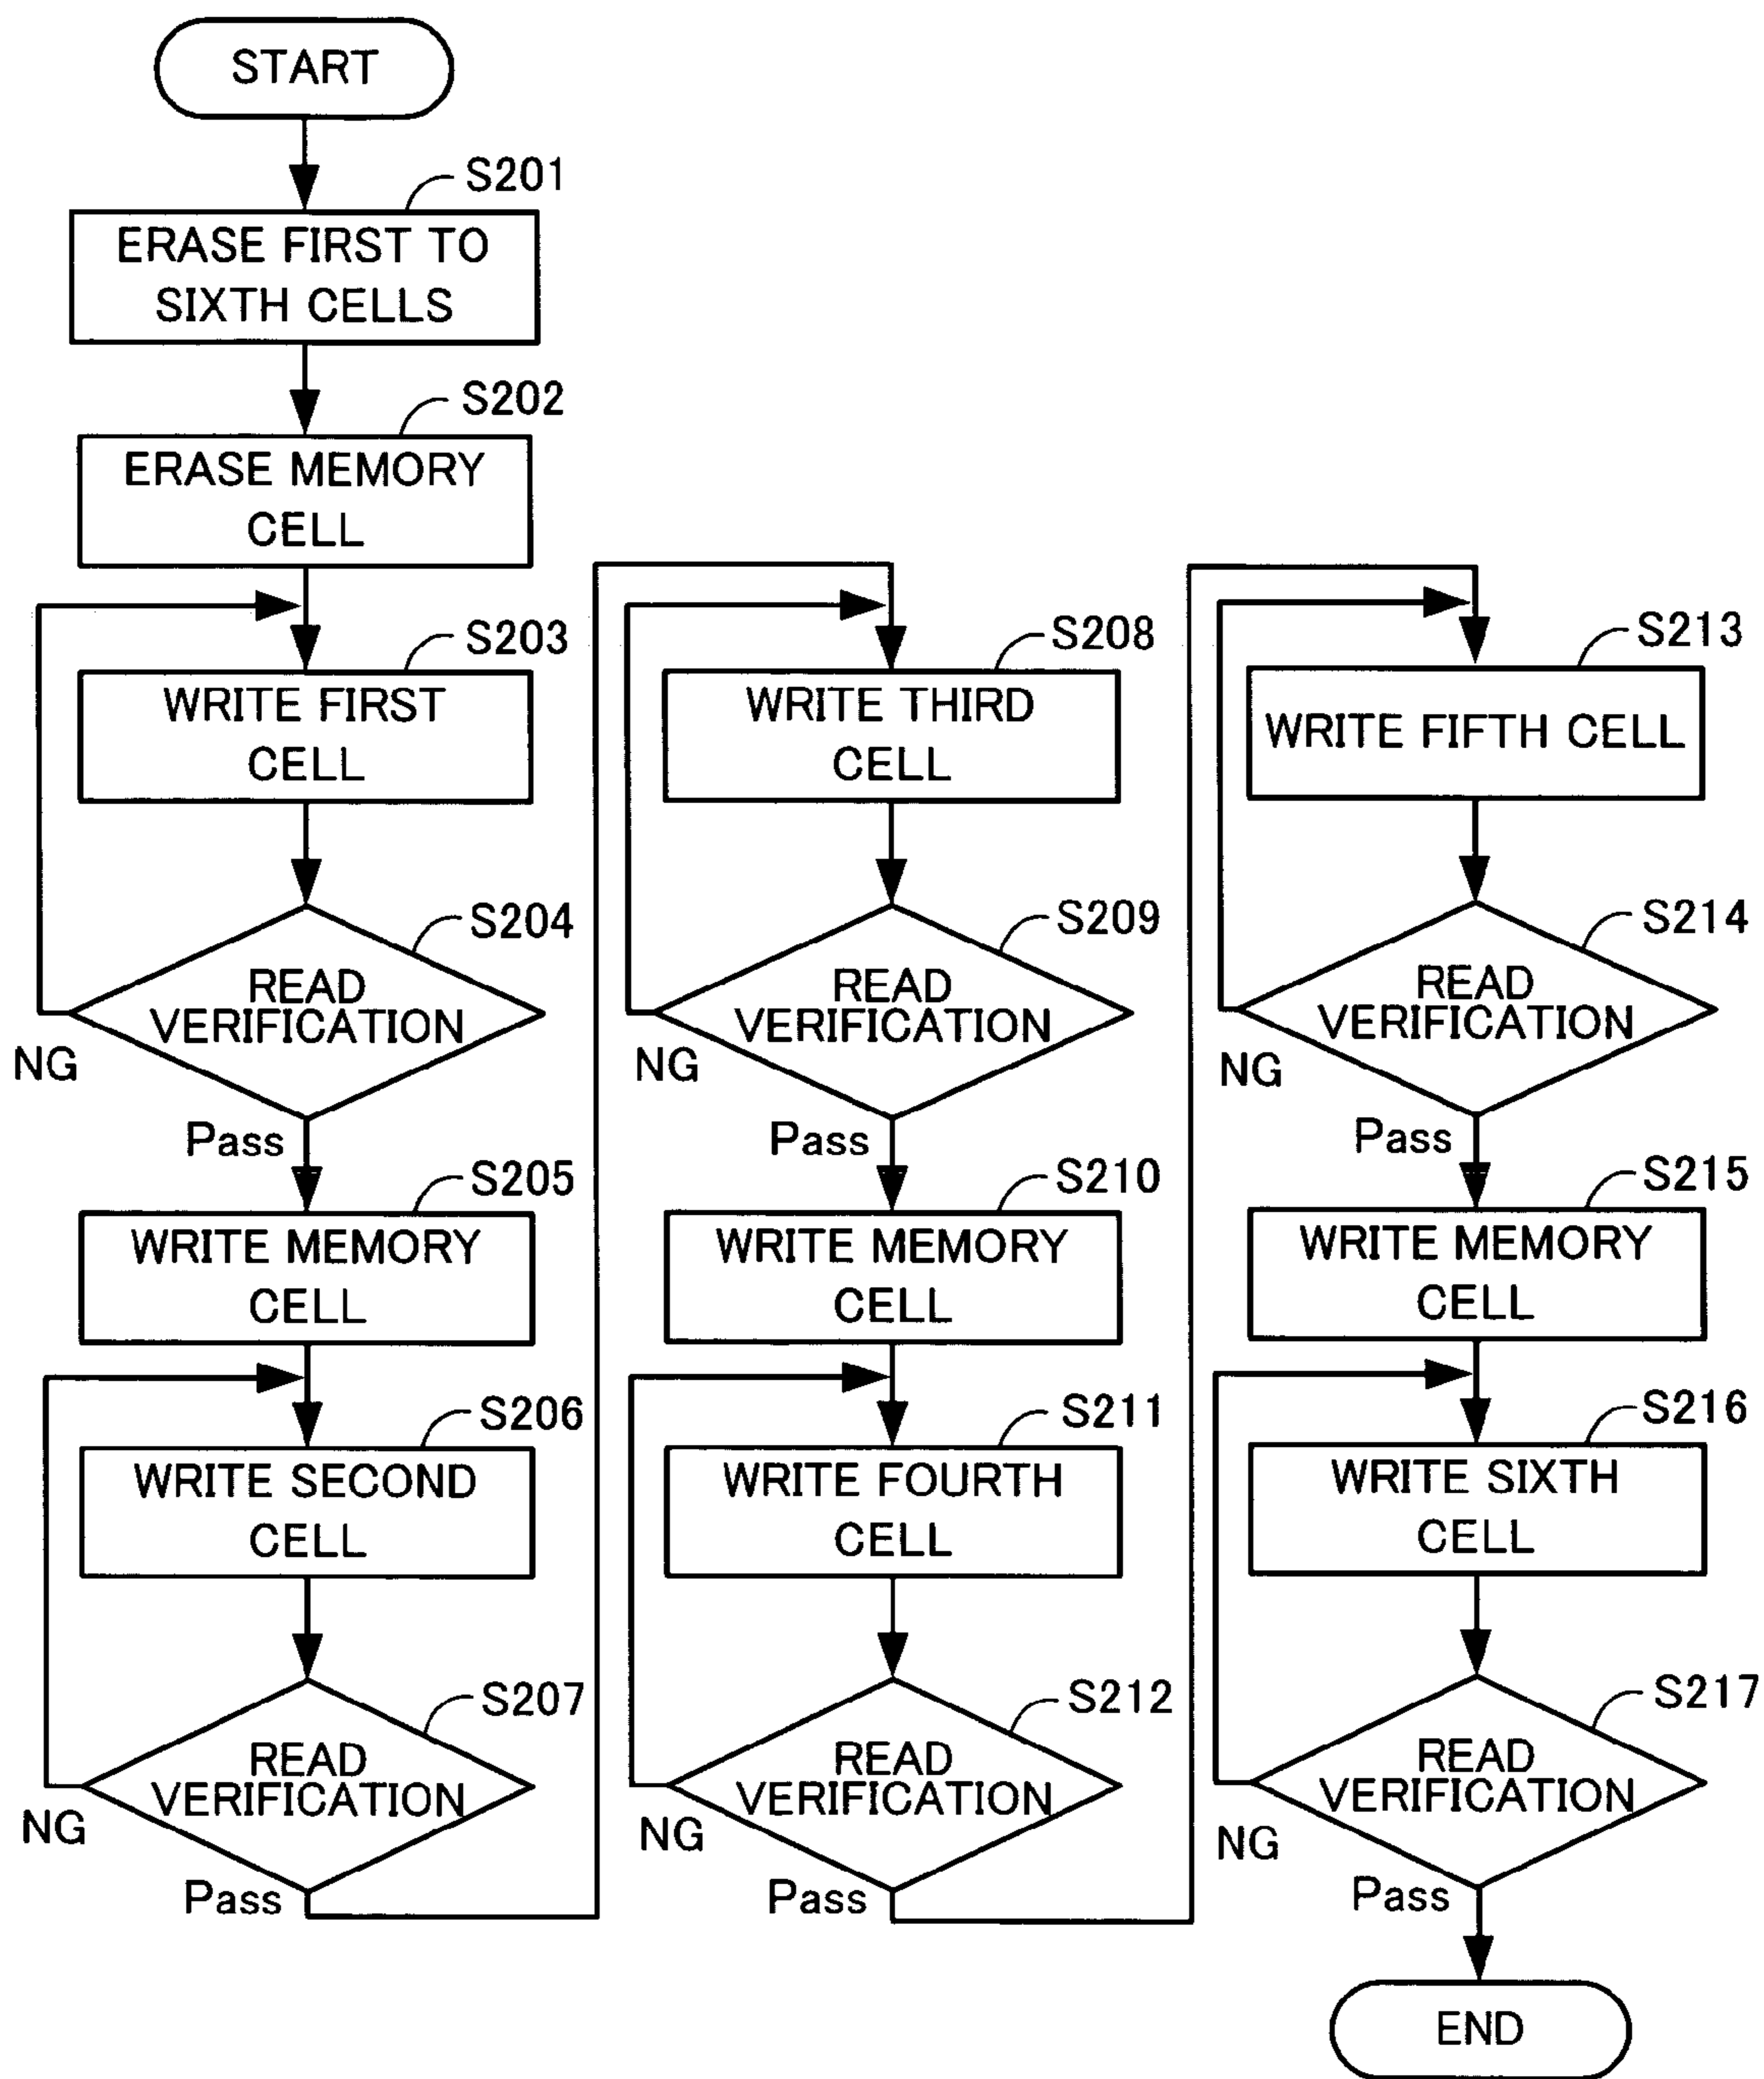 START
S201
ERASE FIRST TO
SIXTH CELLS
S202
ERASE MEMORY
CELL
S203
WRITE FIRST
CELL
S204
READ
VERIFICATION
NG
Pass
S205
WRITE MEMORY
CELL
S206
WRITE SECOND
CELL
S207
READ
VERIFICATION
NG
Pass
S208
WRITE THIRD
CELL
S209
READ
VERIFICATION
NG
Pass
S210
WRITE MEMORY
CELL
S211
WRITE FOURTH
CELL
S212
READ
VERIFICATION
NG
Pass
S213
WRITE FIFTH CELL
S214
READ
VERIFICATION
NG
Pass
S215
WRITE MEMORY
CELL
S216
WRITE SIXTH
CELL
S217
READ
VERIFICATION
NG
Pass
END